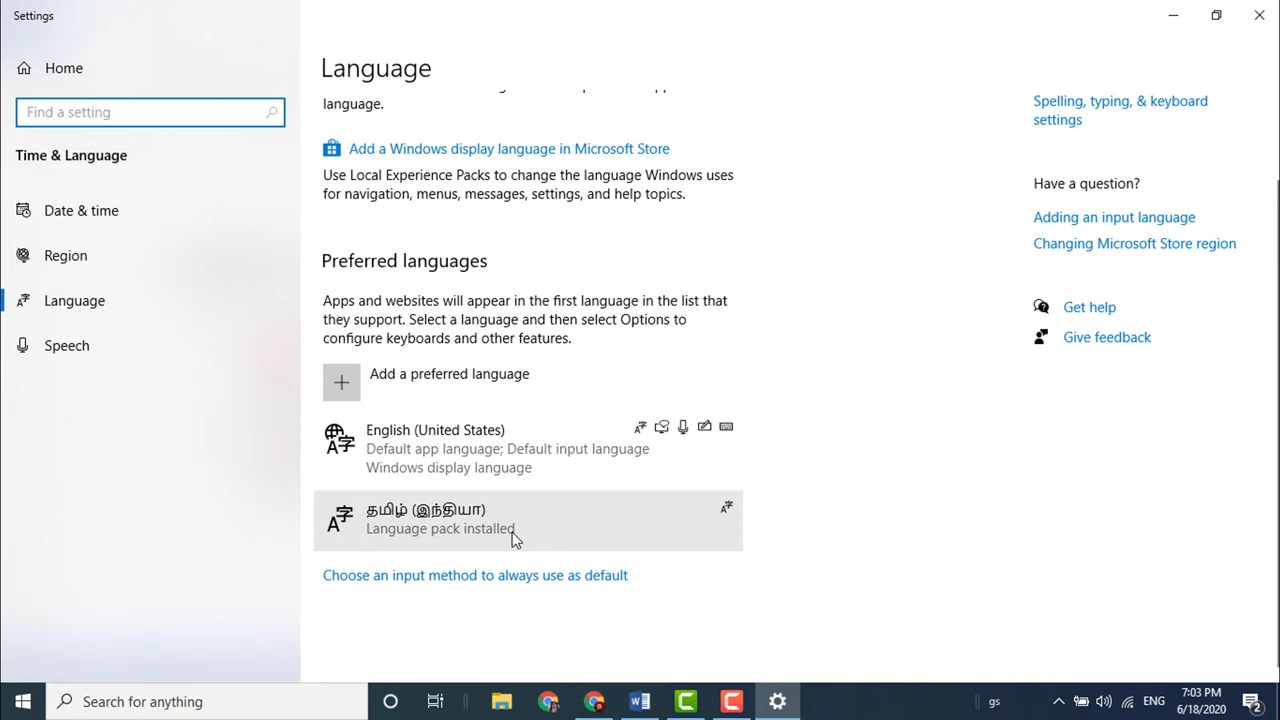 Settings
Home
Find a setting
Time & Language
Date & time
Region
Language
Speech
Language
language.
Add a Windows display language in Microsoft Store
Use Local Experience Packs to change the language Windows uses
for navigation, menus, messages, settings, and help topics.
Preferred languages
Apps and websites will appear in the first language in the list that
they support. Select a language and then select Options to
configure keyboards and other features.
Add a preferred language
English (United States)
Default app language; Default input language
Windows display language
தமிழ் (இந்தியா)
Language pack installed
Choose an input method to always use as default
Spelling, typing, & keyboard
settings
Have a question?
Adding an input language
Changing Microsoft Store region
Get help
Give feedback
Search for anything
gs
ENG
7:03 PM
6/18/2020
2